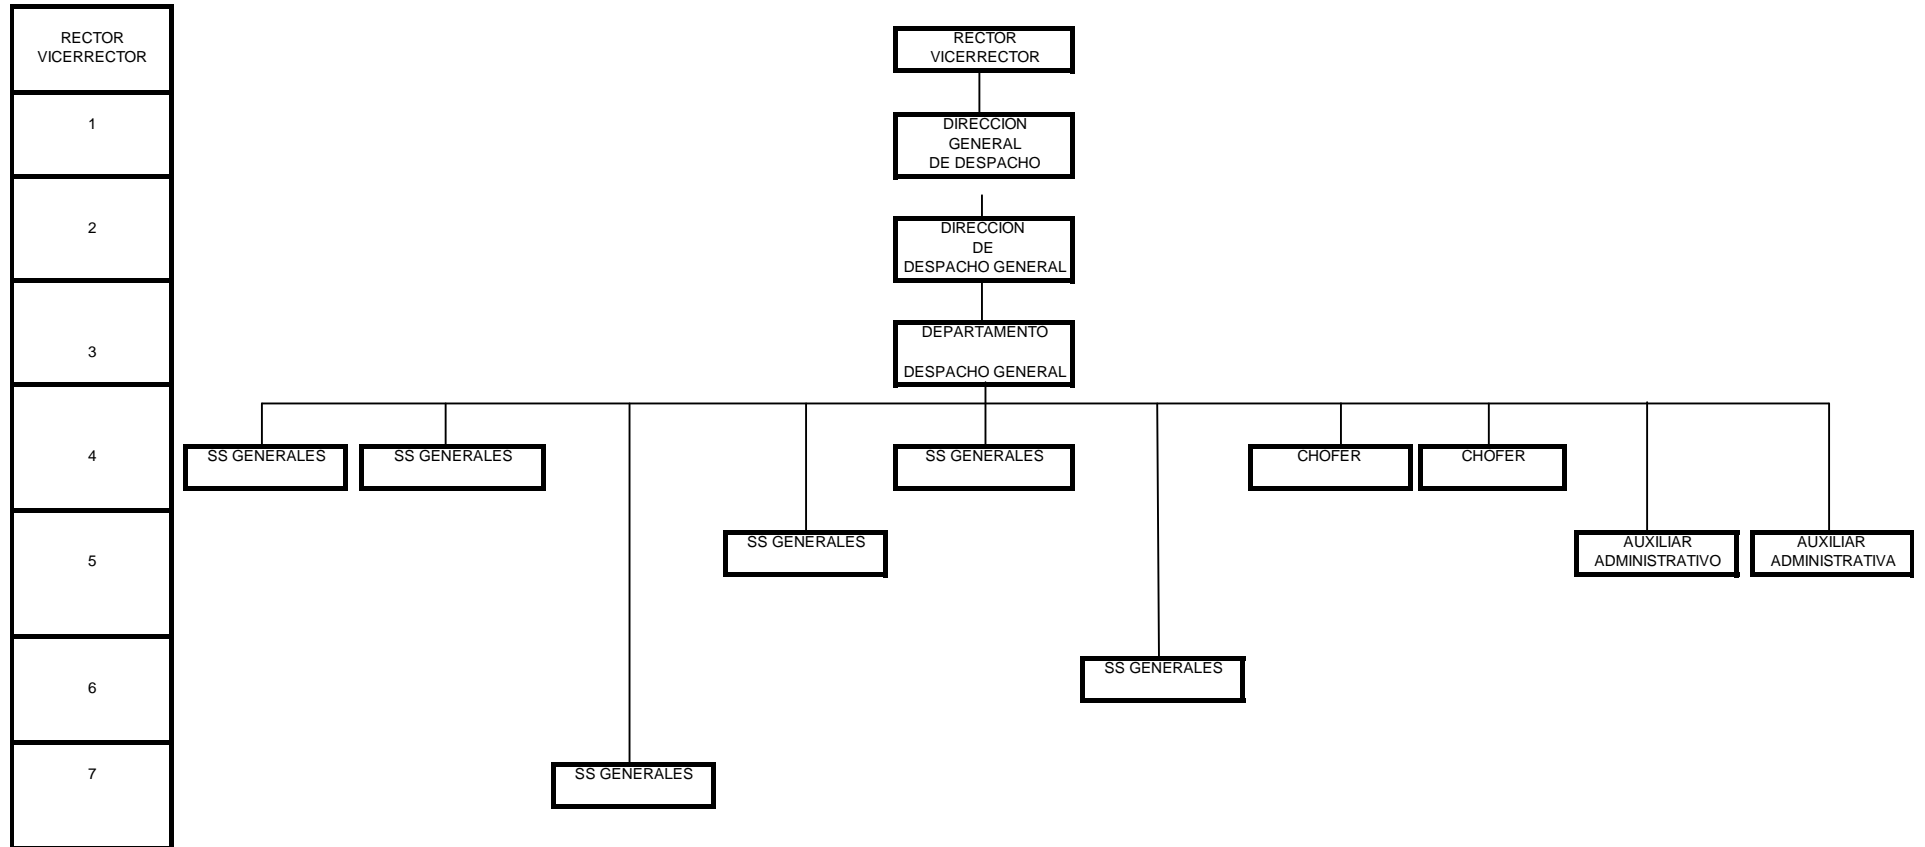 RECTOR
VICERRECTOR
RECTOR
VICERRECTOR
1
DIRECCION
GENERAL
DE DESPACHO
2
DIRECCION
DE
DESPACHO GENERAL
3
DEPARTAMENTO
DESPACHO GENERAL
4
SS GENERALES
SS GENERALES
SS GENERALES
CHOFER
CHOFER
5
SS GENERALES
AUXILIAR
ADMINISTRATIVO
AUXILIAR
ADMINISTRATIVA
6
SS GENERALES
7
SS GENERALES